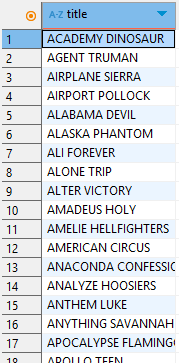 A-Z title
1 ACADEMY DINOSAUR
2 AGENT TRUMAN
3 AIRPLANE SIERRA
4 AIRPORT POLLOCK
5 ALABAMA DEVIL
6 ALASKA PHANTOM
7 ALI FOREVER
8 ALONE TRIP
9 ALTER VICTORY
10 AMADEUS HOLY
11 AMELIE HELLFIGHTERS
12 AMERICAN CIRCUS
13 ANACONDA CONFESSIO
14 ANALYZE HOOSIERS
15 ANTHEM LUKE
16 ANYTHING SAVANNAH
17 APOCALYPSE FLAMINGO
18 APOLLO TEEN